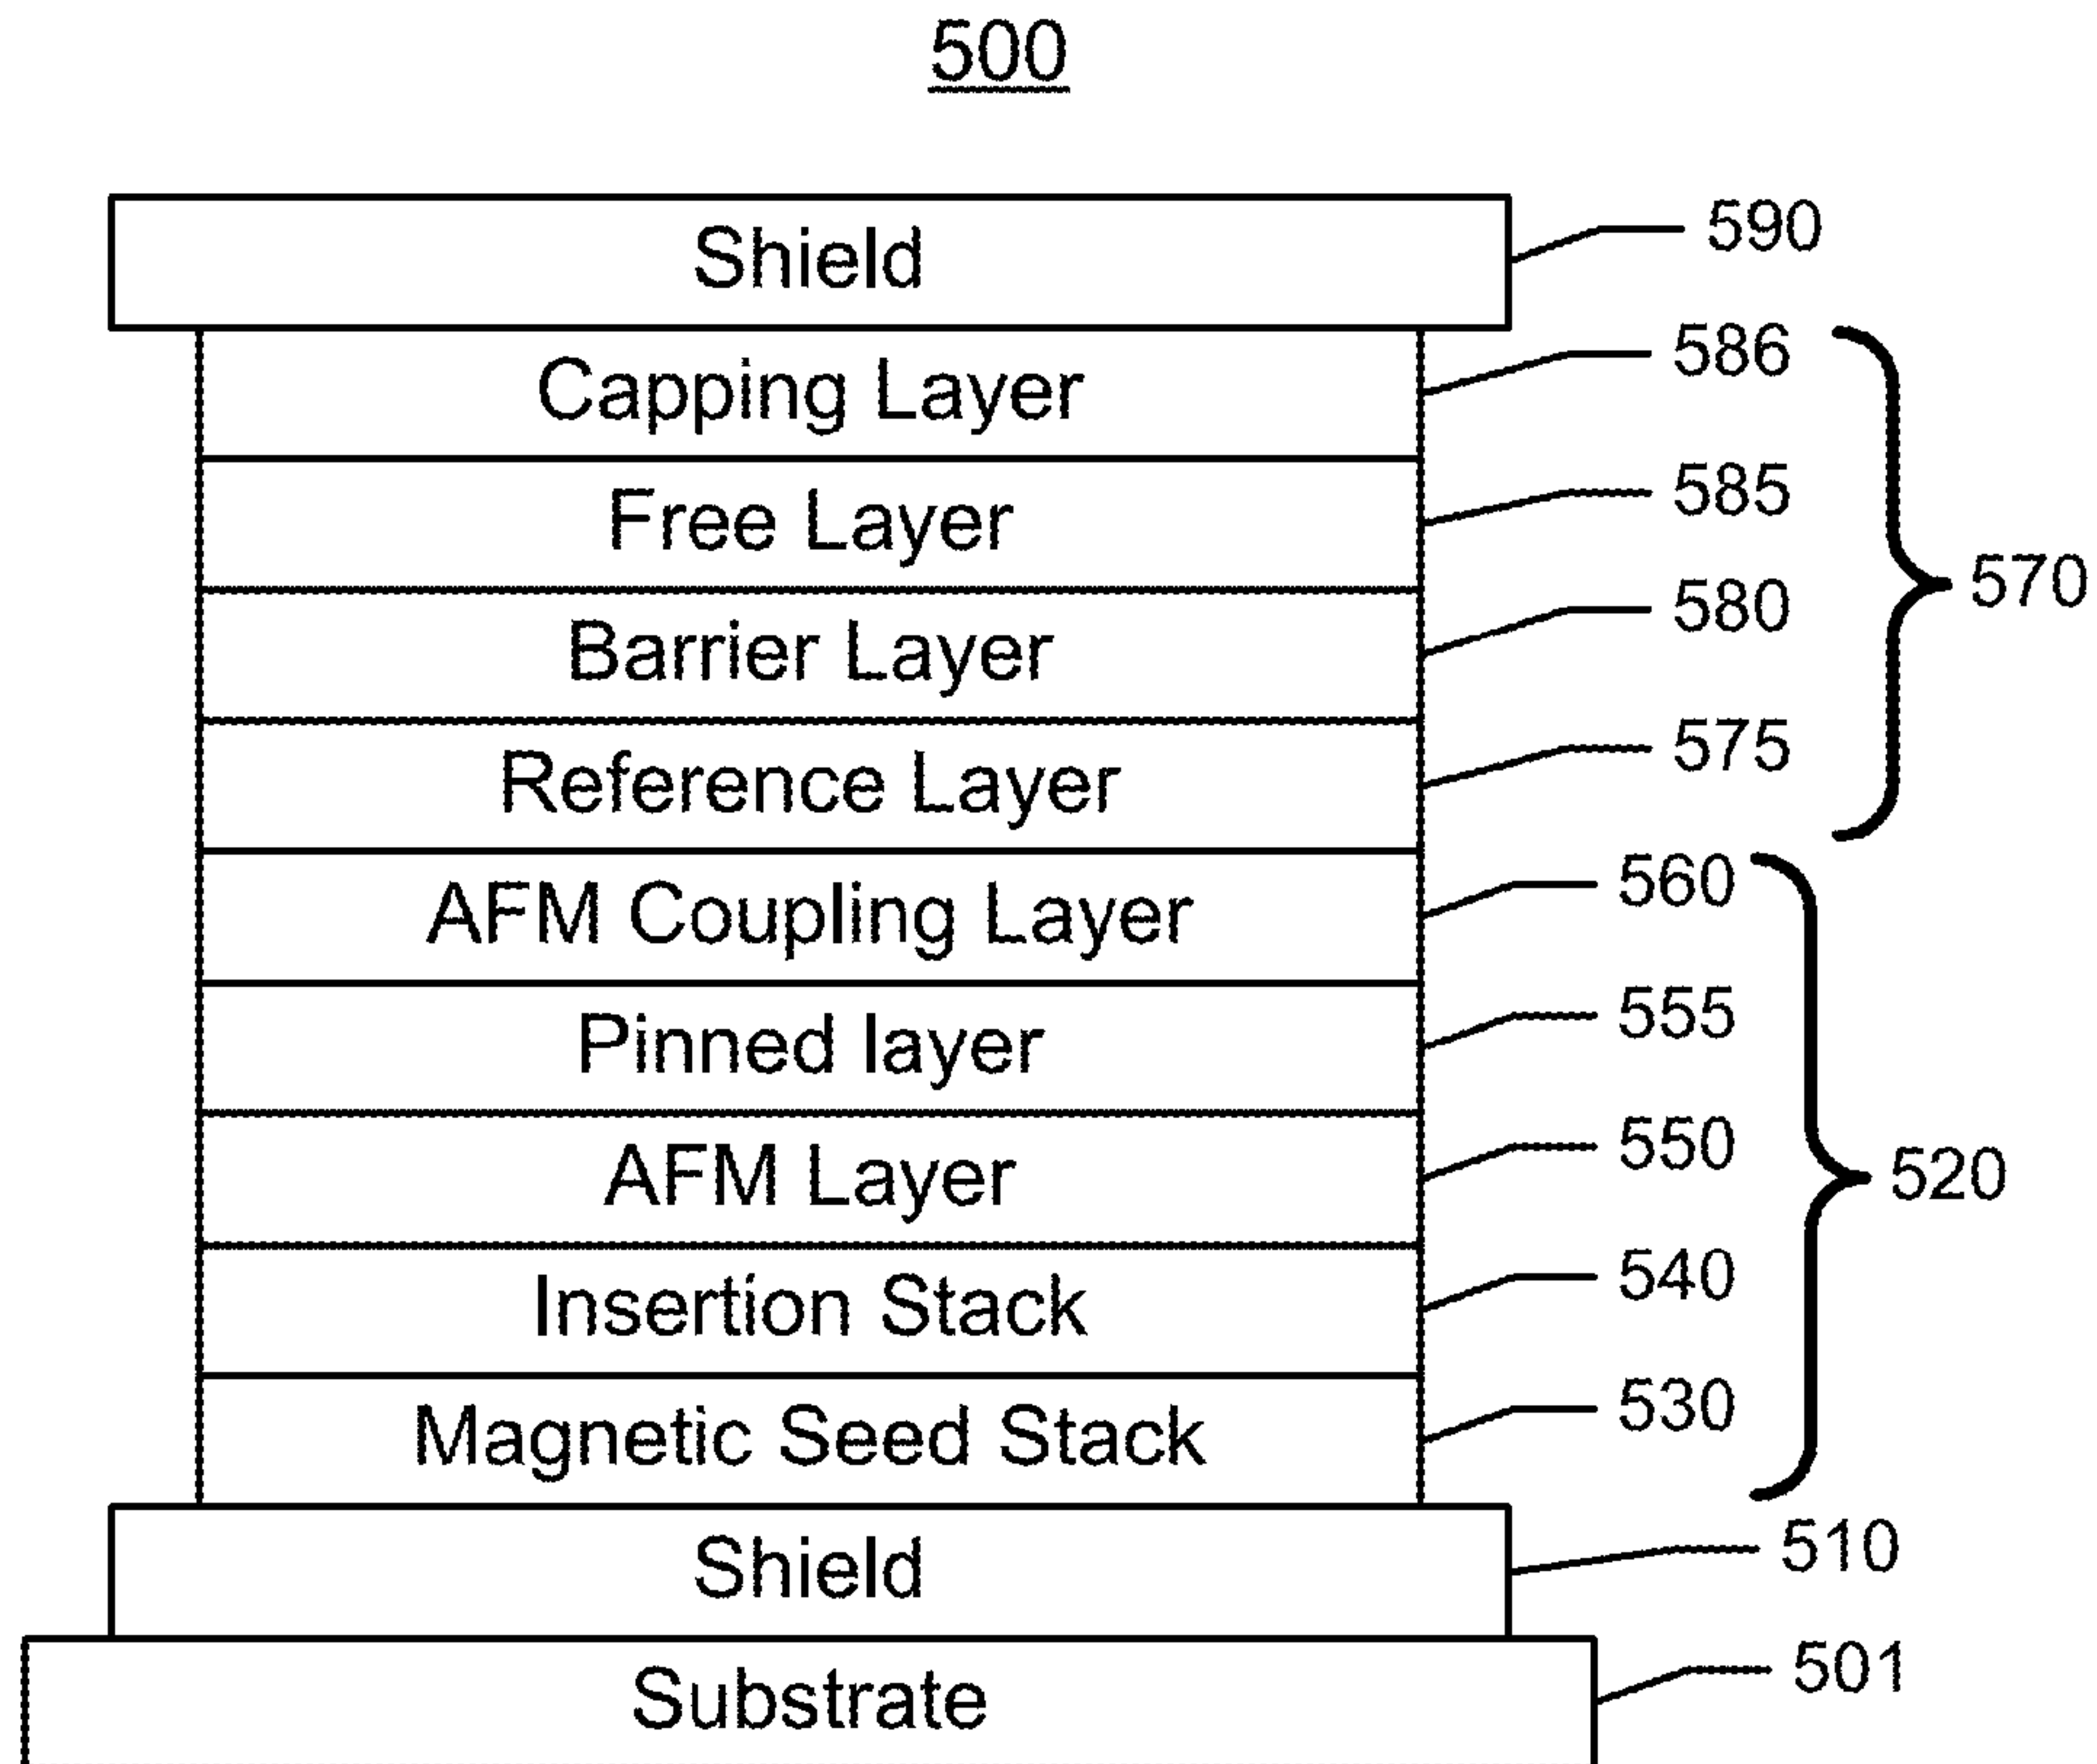 500
Shield 590
Capping Layer 586
Free Layer 585
570
Barrier Layer 580
Reference Layer 575
AFM Coupling Layer 560
Pinned layer 555
AFM Layer 550
520
Insertion Stack 540
Magnetic Seed Stack 530
Shield 510
Substrate 501